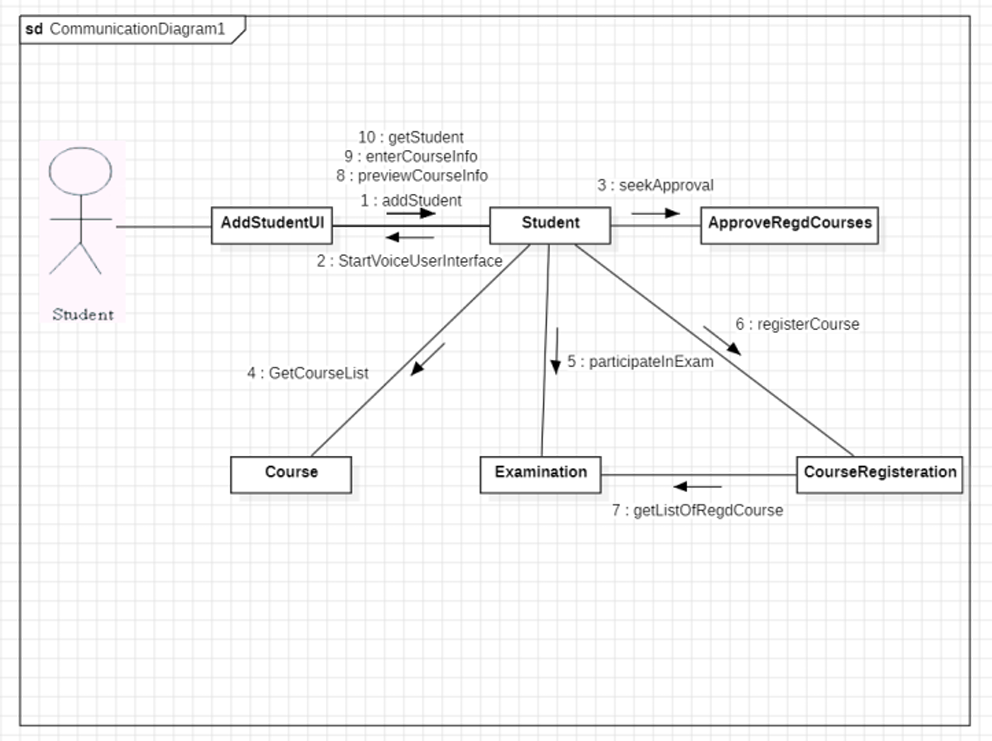 sd CommunicationDiagram1
10 : getStudent
9 : enterCourseInfo
8 : previewCourseInfo
1 : addStudent
3 : seekApproval
AddStudentUI
Student
ApproveRegdCourses
2 : StartVoiceUserInterface
Student
6 : registerCourse
5 : participateInExam
4 : GetCourseList
Course
Examination
CourseRegisteration
7 : getListOfRegdCourse